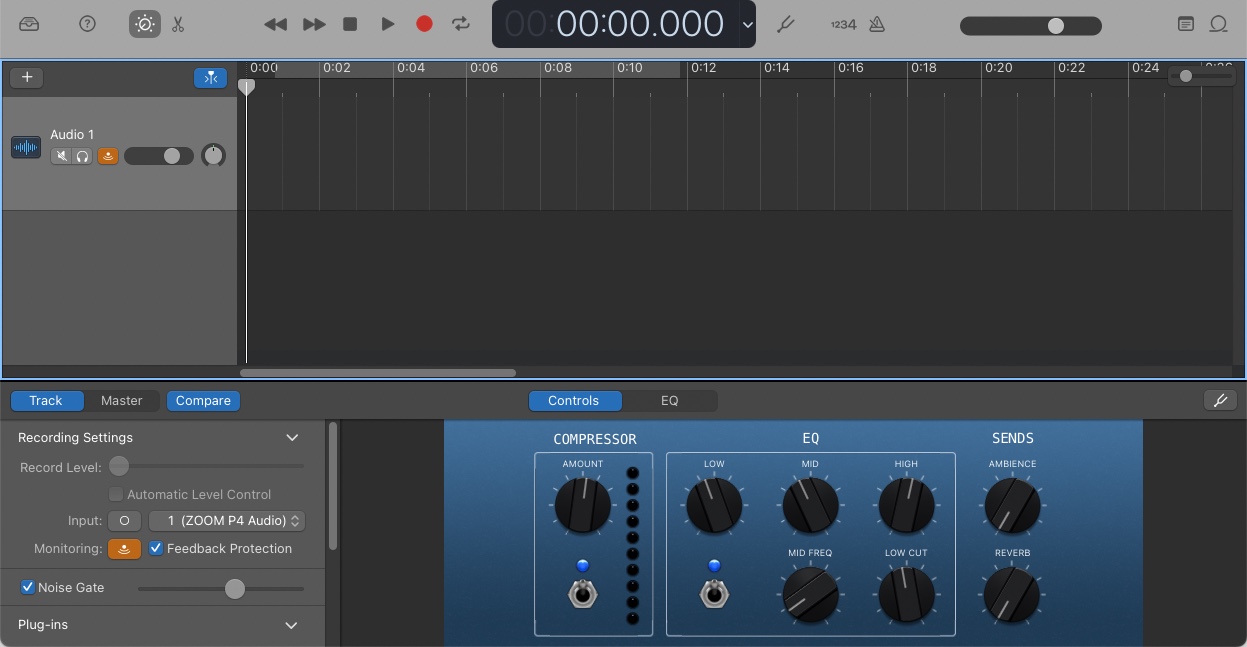 00:00:00.000
1234
+
0:00 0:02 0:04 0:06 0:08 0:10 0:12 0:14 0:16 0:18 0:20 0:22 0:24
Audio 1
Track Master Compare Controls EQ
Recording Settings
Record Level:
Automatic Level Control
Input: 1 (ZOOM P4 Audio)
Monitoring: Feedback Protection
Noise Gate
Plug-ins
COMPRESSOR EQ SENDS
AMOUNT LOW MID HIGH AMBIENCE
MID FREQ LOW CUT REVERB